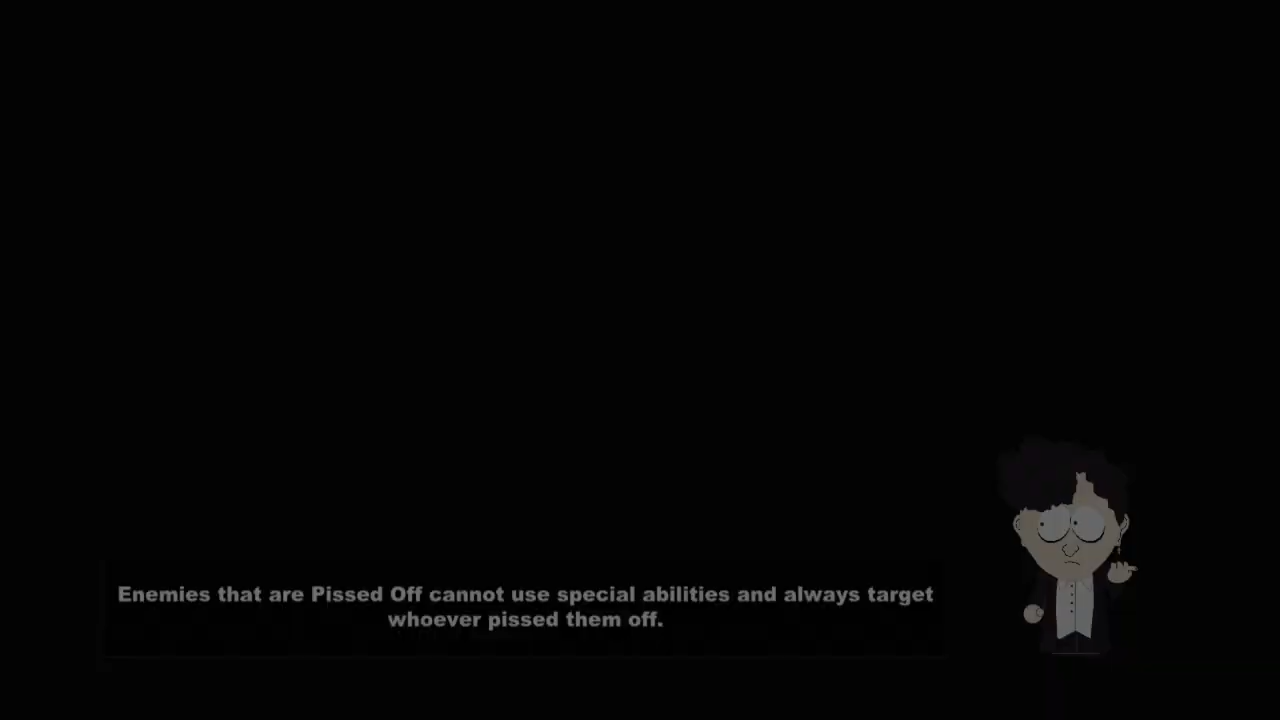 Enemies that are Pissed Off cannot use special abilities and always target
whoever pissed them off.